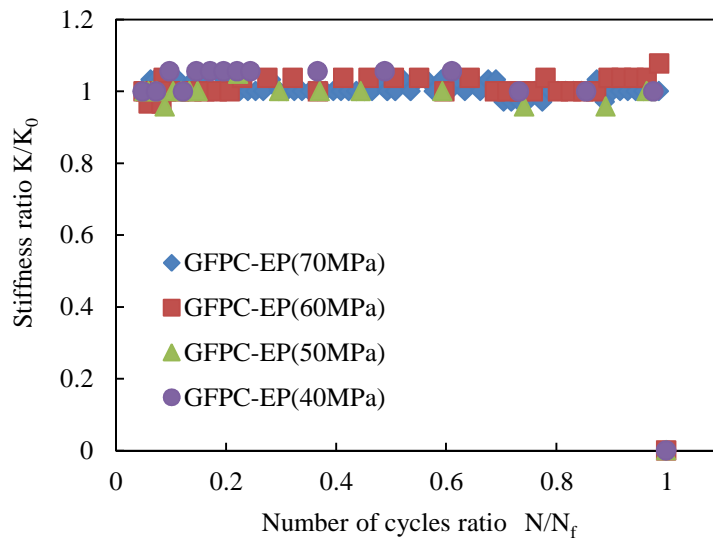 1.2
1
0.8
0.6
0.4
0.2
0
Stiffness ratio K/K0
GFPC-EP(70MPa)
GFPC-EP(60MPa)
GFPC-EP(50MPa)
GFPC-EP(40MPa)
0 0.2 0.4 0.6 0.8 1
Number of cycles ratio N/Nf